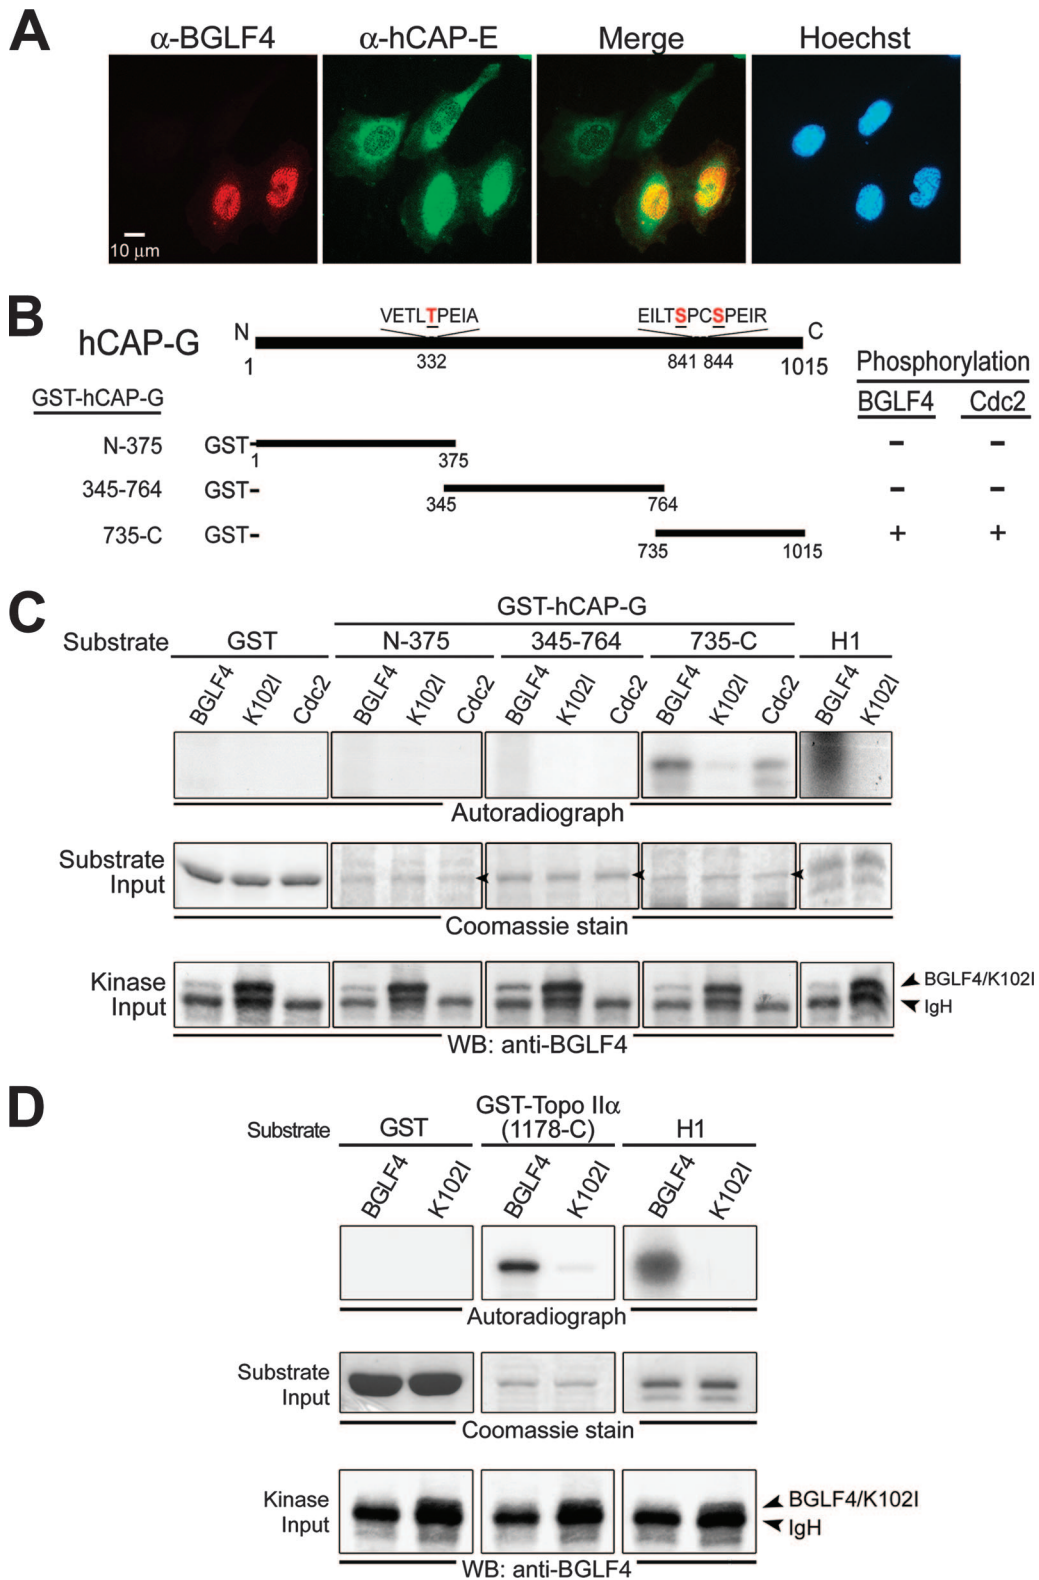 A
α-BGLF4 α-hCAP-E Merge Hoechst
10 µm
B
VETLTPEIA EILTSPCSPEIR
N C
hCAP-G
1 332 841 844 1015
Phosphorylation
GST-hCAP-G BGLF4 Cdc2
N-375 GST- - -
1 375
345-764 GST- - -
345 764
735-C GST- + +
735 1015
C
GST-hCAP-G
Substrate GST N-375 345-764 735-C H1
BGLF4 K102I Cdc2 BGLF4 K102I Cdc2 BGLF4 K102I Cdc2 BGLF4 K102I Cdc2 BGLF4 K102I
Autoradiograph
Substrate
Input
Coomassie stain
Kinase
Input
BGLF4/K102I
IgH
WB: anti-BGLF4
D
GST-Topo IIα
Substrate GST (1178-C) H1
BGLF4 K102I BGLF4 K102I BGLF4 K102I
Autoradiograph
Substrate
Input
Coomassie stain
Kinase
Input
BGLF4/K102I
IgH
WB: anti-BGLF4